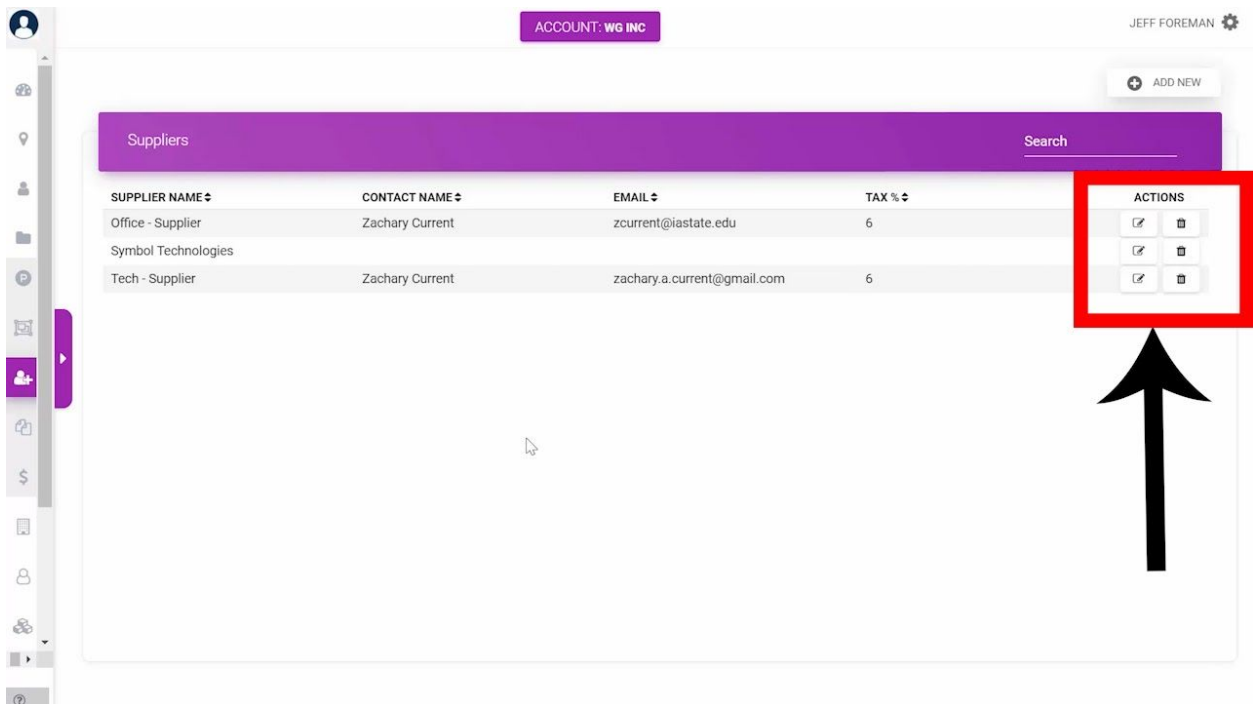 ACCOUNT: WG INC
JEFF FOREMAN
ADD NEW
Suppliers
Search
SUPPLIER NAME CONTACT NAME EMAIL TAX % ACTIONS
Office - Supplier Zachary Current zcurrent@iastate.edu 6
Symbol Technologies
Tech - Supplier Zachary Current zachary.a.current@gmail.com 6